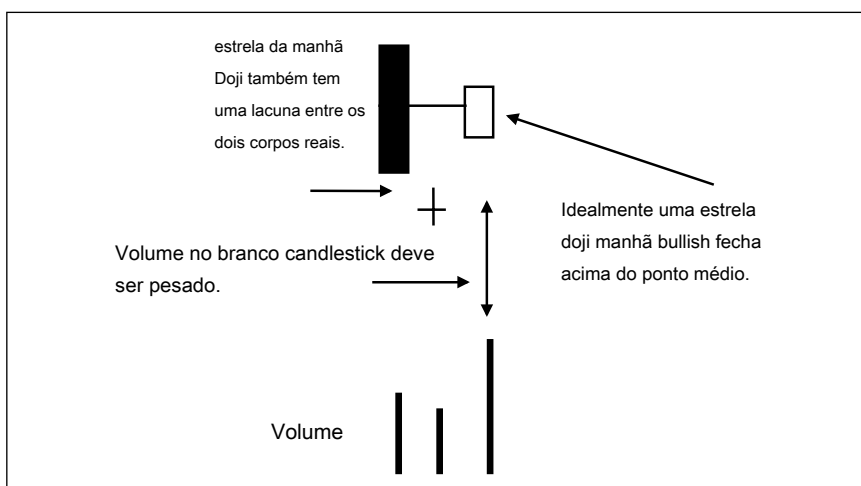 estrela da manhã
Doji também tem
uma lacuna entre os
dois corpos reais.
Idealmente uma estrela
doji manhã bullish fecha
acima do ponto médio.
Volume no branco candlestick deve
ser pesado.
Volume